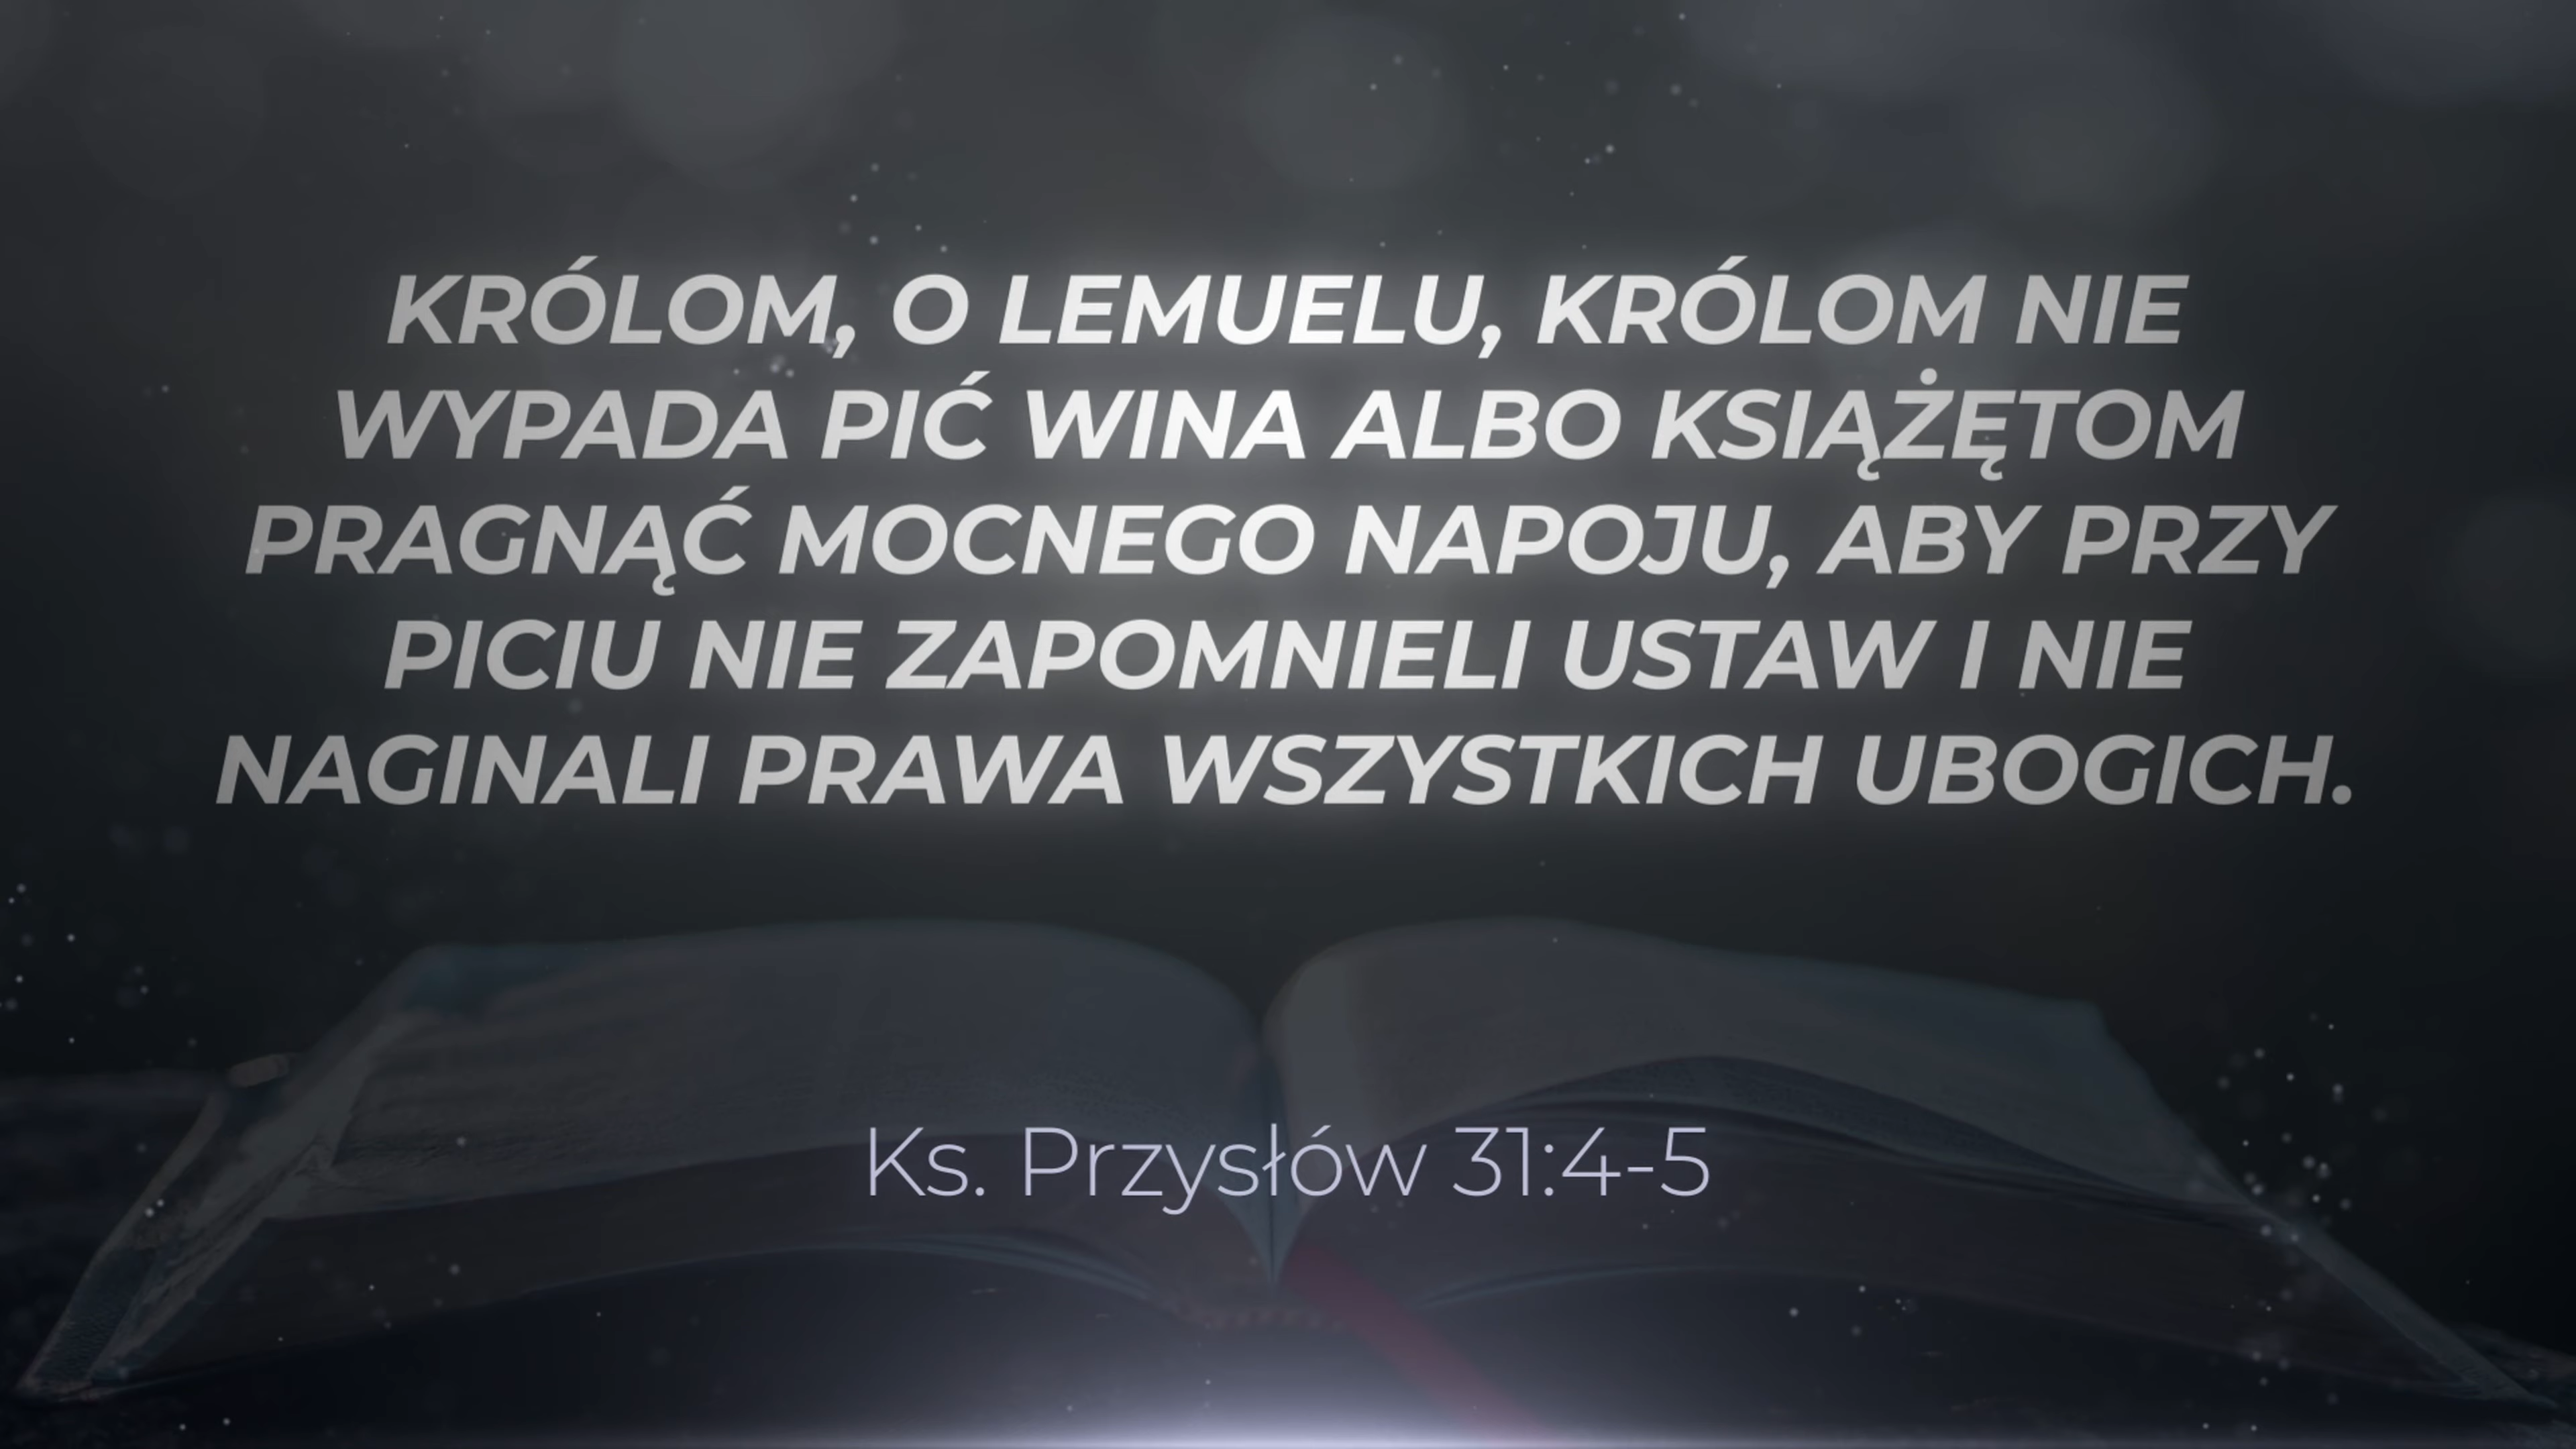 KRÓLOM, O LEMUELU, KRÓLOM NIE
WYPADA PIĆ WINA ALBO KSIĄŻĘTOM
PRAGNĄĆ MOCNEGO NAPOJU, ABY PRZY
PICIU NIE ZAPOMNIELI USTAW I NIE
NAGINALI PRAWA WSZYSTKICH UBOGICH.
Ks. Przysłów 31:4-5